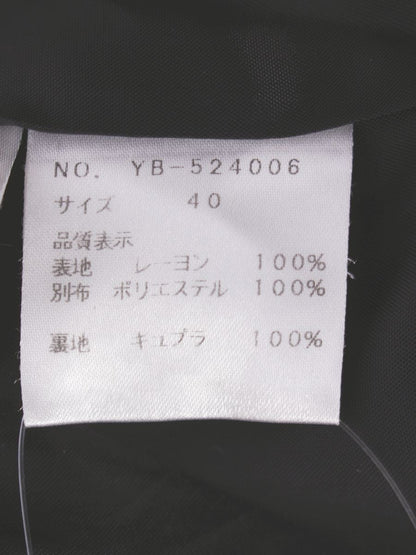 NO. YB-524006
サイズ 40
品質表示
表地 レーヨン 100%
別布 ポリエステル 100%
裏地 キュプラ 100%